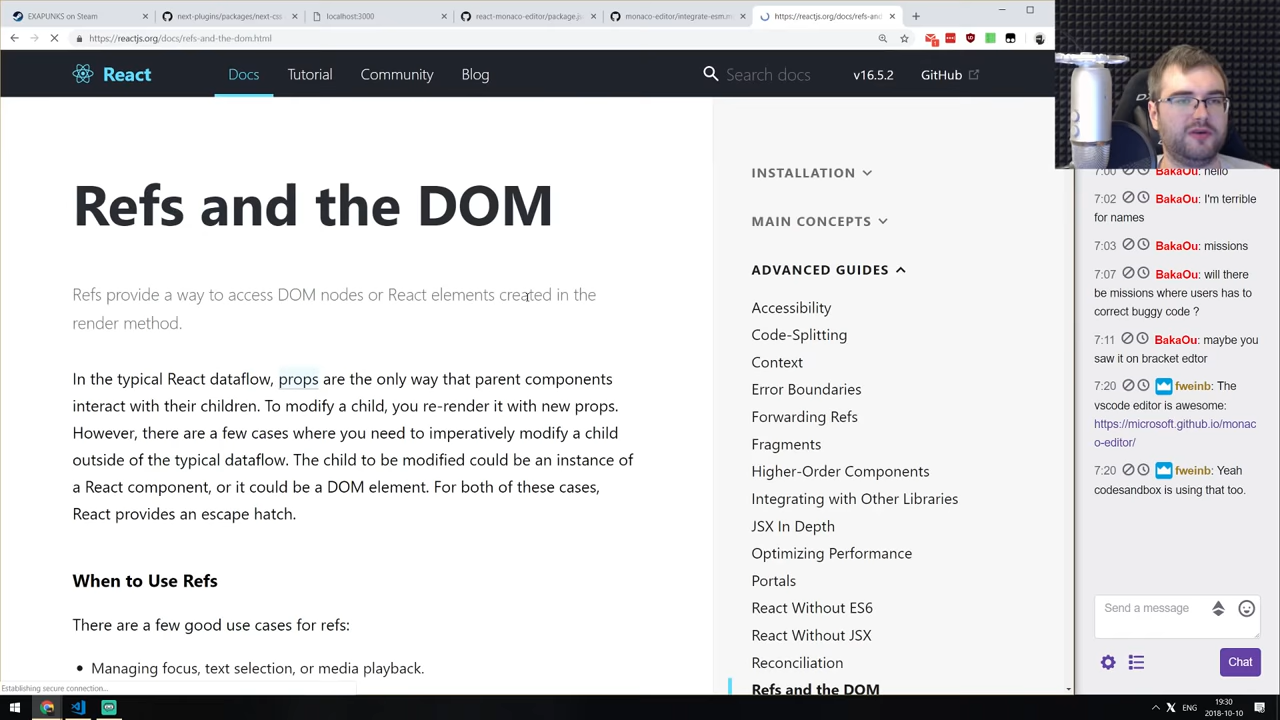 EXAPUNKS on Steam
next-plugins/packages/next-css
localhost:3000
react-monaco-editor/package.js
monaco-editor/integrate-esm.m
https://reactjs.org/docs/refs-and
https://reactjs.org/docs/refs-and-the-dom.html
React
Docs
Tutorial
Community
Blog
Search docs
v16.5.2
GitHub
Refs and the DOM
Refs provide a way to access DOM nodes or React elements created in the
render method.
In the typical React dataflow, props are the only way that parent components
interact with their children. To modify a child, you re-render it with new props.
However, there are a few cases where you need to imperatively modify a child
outside of the typical dataflow. The child to be modified could be an instance of
a React component, or it could be a DOM element. For both of these cases,
React provides an escape hatch.
When to Use Refs
There are a few good use cases for refs:
• Managing focus, text selection, or media playback.
Establishing secure connection...
INSTALLATION
MAIN CONCEPTS
ADVANCED GUIDES
Accessibility
Code-Splitting
Context
Error Boundaries
Forwarding Refs
Fragments
Higher-Order Components
Integrating with Other Libraries
JSX In Depth
Optimizing Performance
Portals
React Without ES6
React Without JSX
Reconciliation
Refs and the DOM
7:00 BakaOu: hello
7:02 BakaOu: I'm terrible
for names
7:03 BakaOu: missions
7:07 BakaOu: will there
be missions where users has to
correct buggy code ?
7:11 BakaOu: maybe you
saw it on bracket edtor
7:20 fweinb: The
vscode editor is awesome:
https://microsoft.github.io/monac
o-editor/
7:20 fweinb: Yeah
codesandbox is using that too.
Send a message
Chat
ENG
19:30
2018-10-10